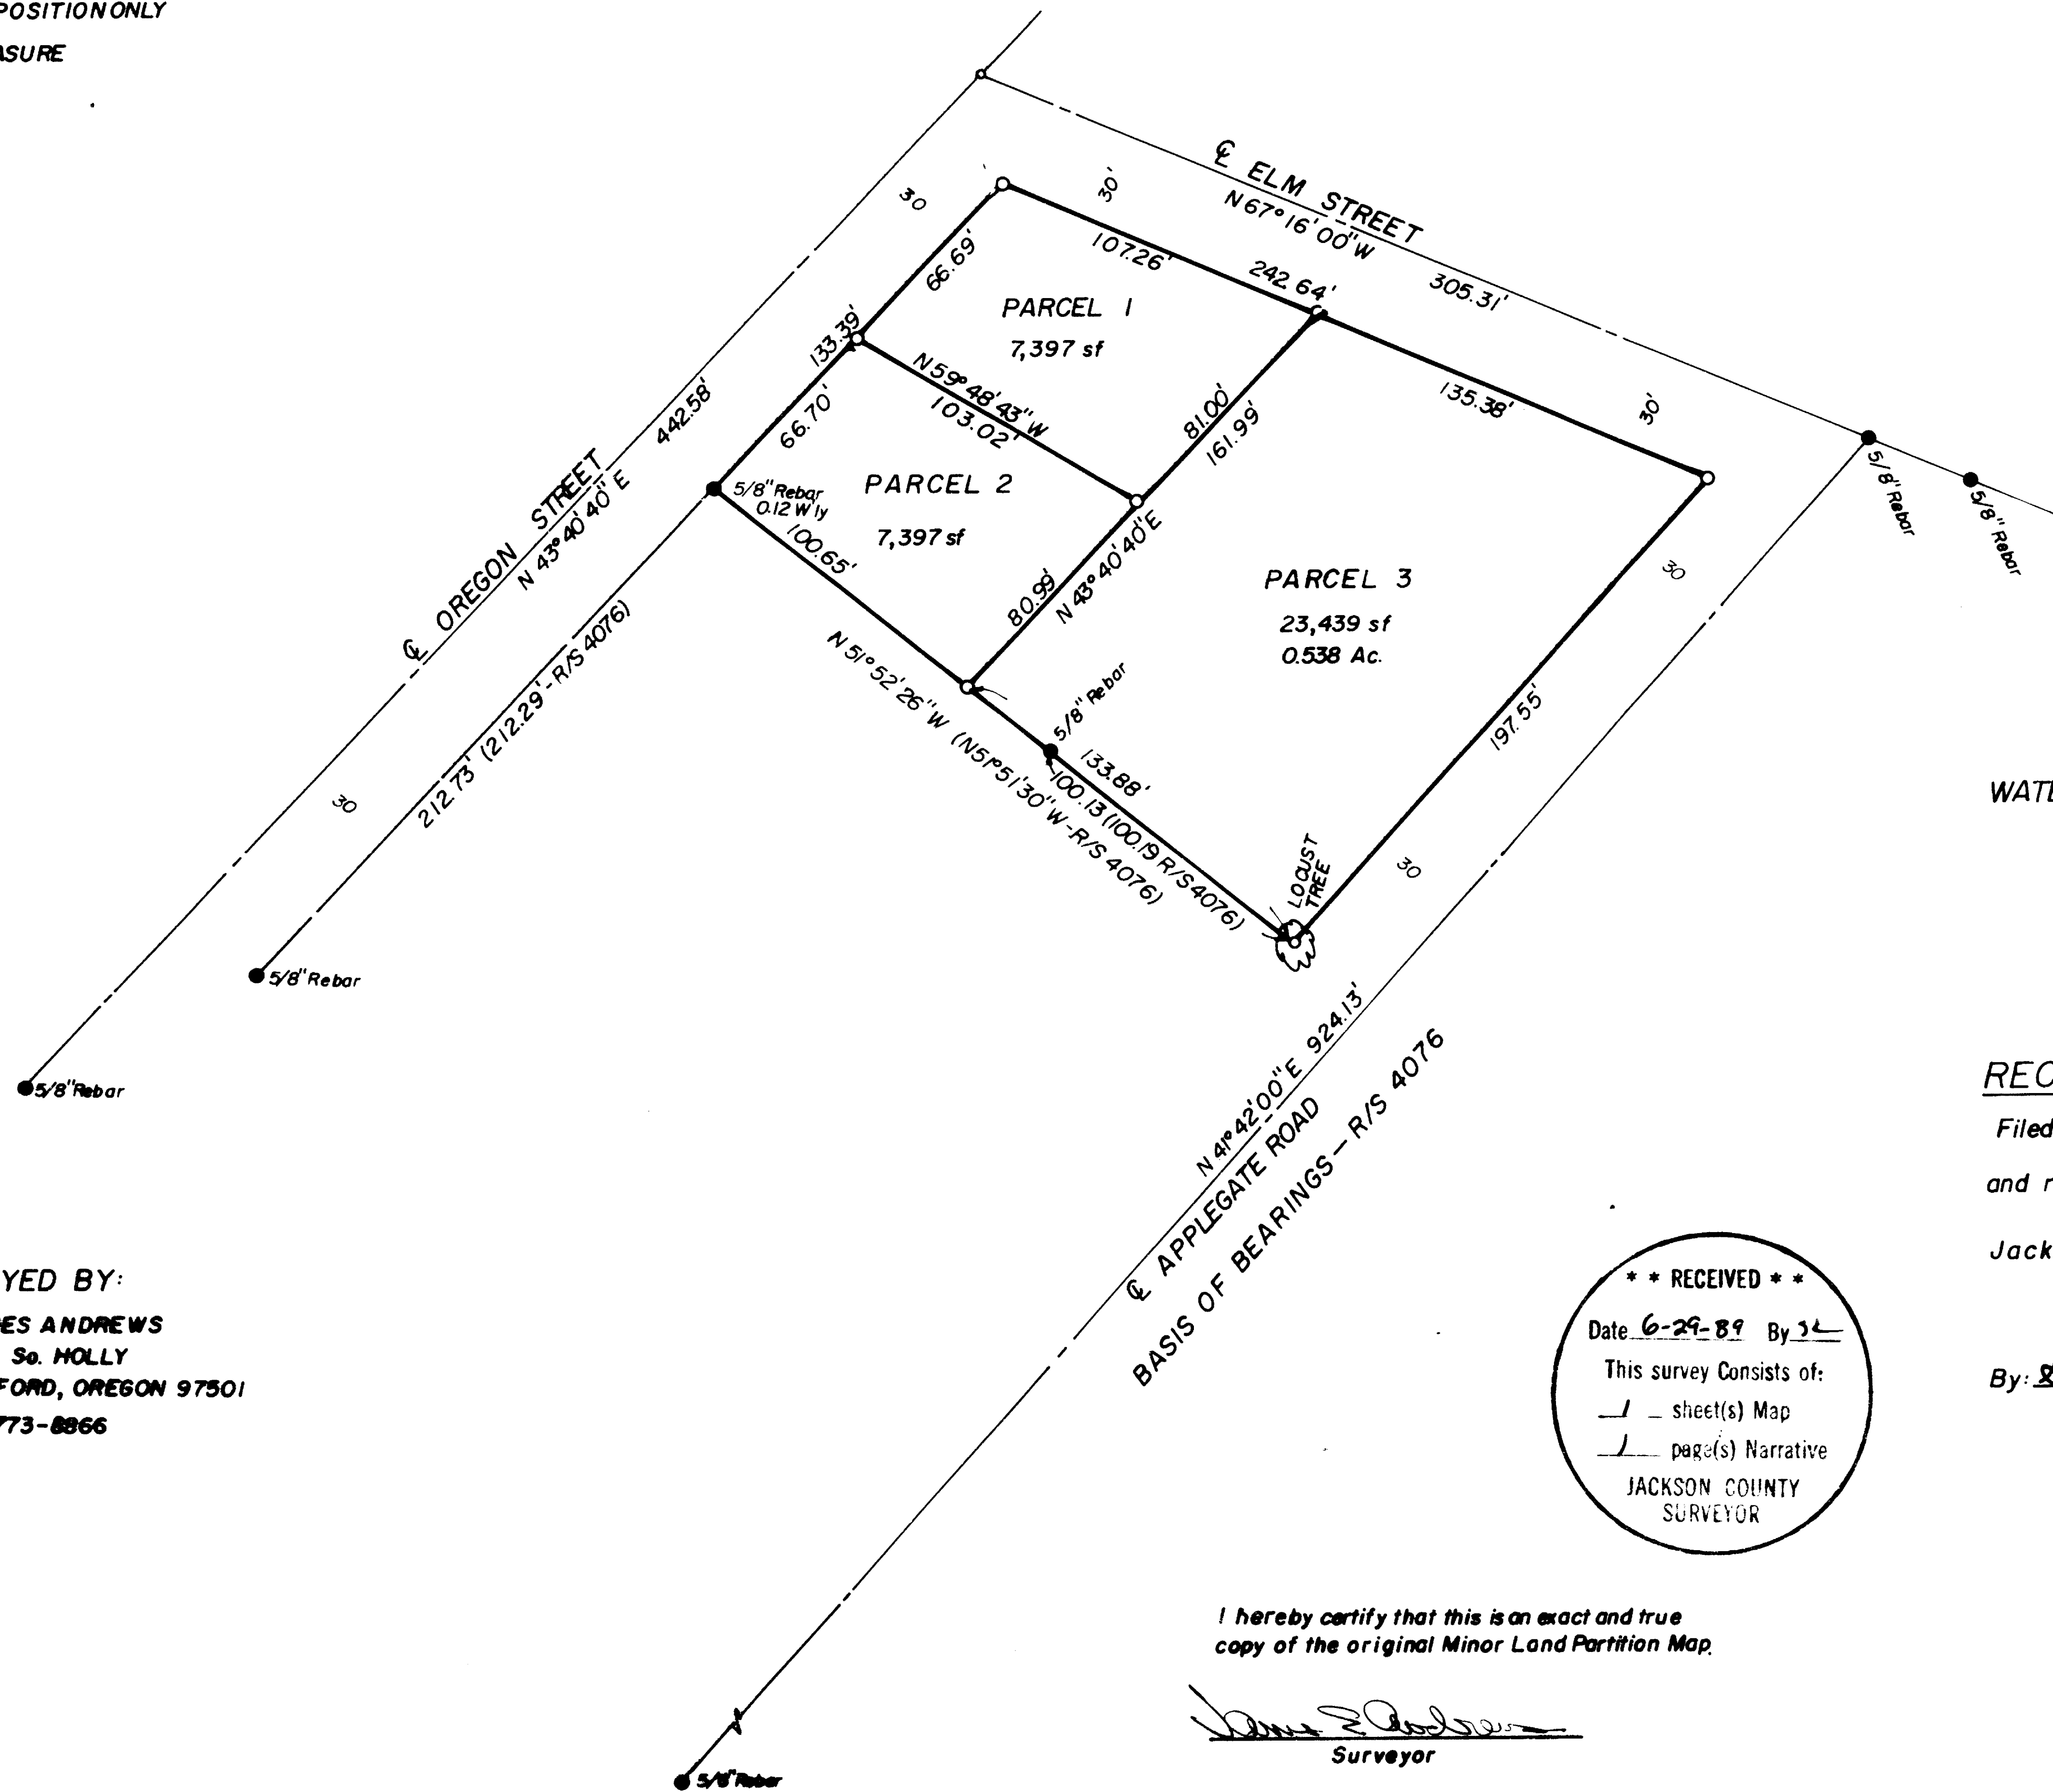 POSITION ONLY
ASURE
℄ ELM STREET
N 67° 16' 00" W
305.31'
30
30'
107.26'
242.64'
66.69'
PARCEL 1
7,397 sf
133.39'
N 59° 48' 43" W
103.02'
81.00'
161.99'
135.38'
30'
5/8" Rebar
5/8" Rebar
442.58'
66.70'
℄ OREGON STREET
N 43° 40' 40" E
5/8" Rebar
0.12 W'ly
PARCEL 2
7,397 sf
100.65'
80.99'
N 43° 40' 40" E
PARCEL 3
23,439 sf
0.538 Ac.
30
197.55'
212.73' (212.29'-R/S 4076)
N 51° 52' 26" W (N51°51'30" W-R/S 4076)
5/8" Rebar
133.88'
100.13 (100.19 R/S 4076)
LOCUST
TREE
30
30
5/8" Rebar
5/8" Rebar
N 41° 42' 00" E 924.13'
℄ APPLEGATE ROAD
BASIS OF BEARINGS — R/S 4076
WATE
REC
Filed
and r
Jack
By:
YED BY:
ES ANDREWS
So. HOLLY
FORD, OREGON 97501
773-8866
* * RECEIVED * *
Date 6-29-89 By
This survey Consists of:
1 sheet(s) Map
1 page(s) Narrative
JACKSON COUNTY
SURVEYOR
I hereby certify that this is an exact and true
copy of the original Minor Land Partition Map.
Surveyor
5/8" Rebar